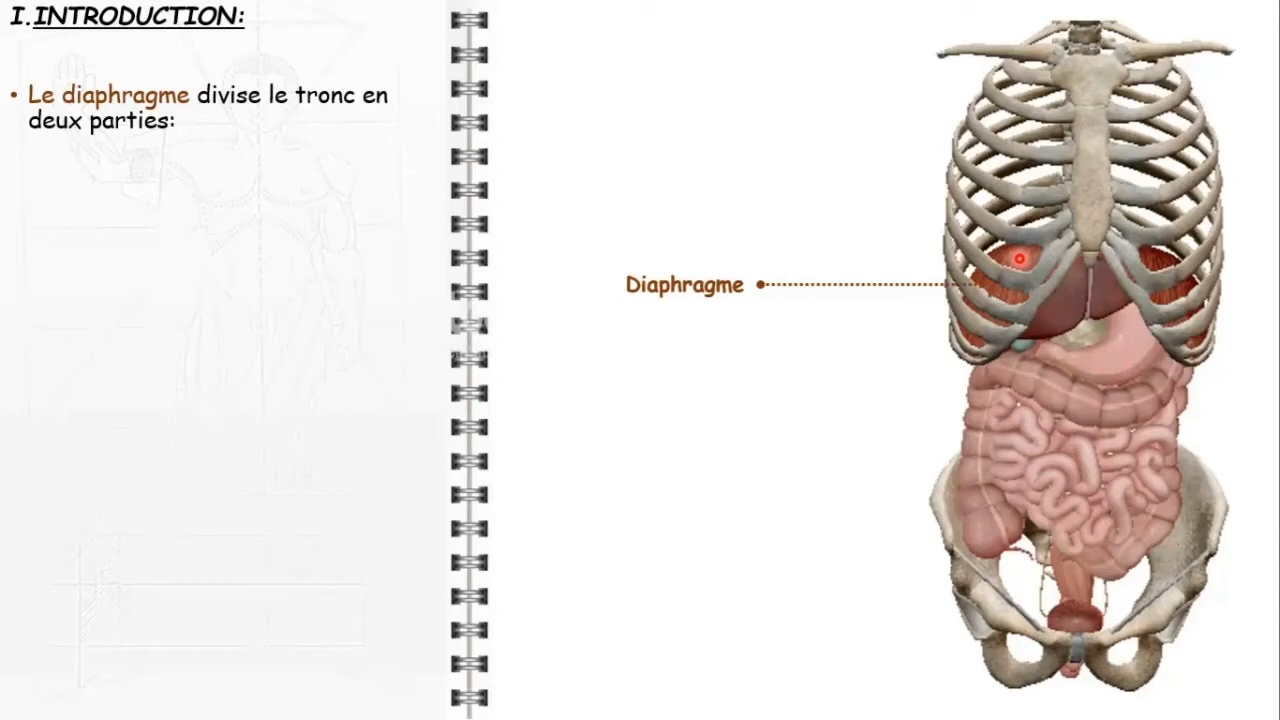 I.INTRODUCTION:
• Le diaphragme divise le tronc en
deux parties:
Diaphragme